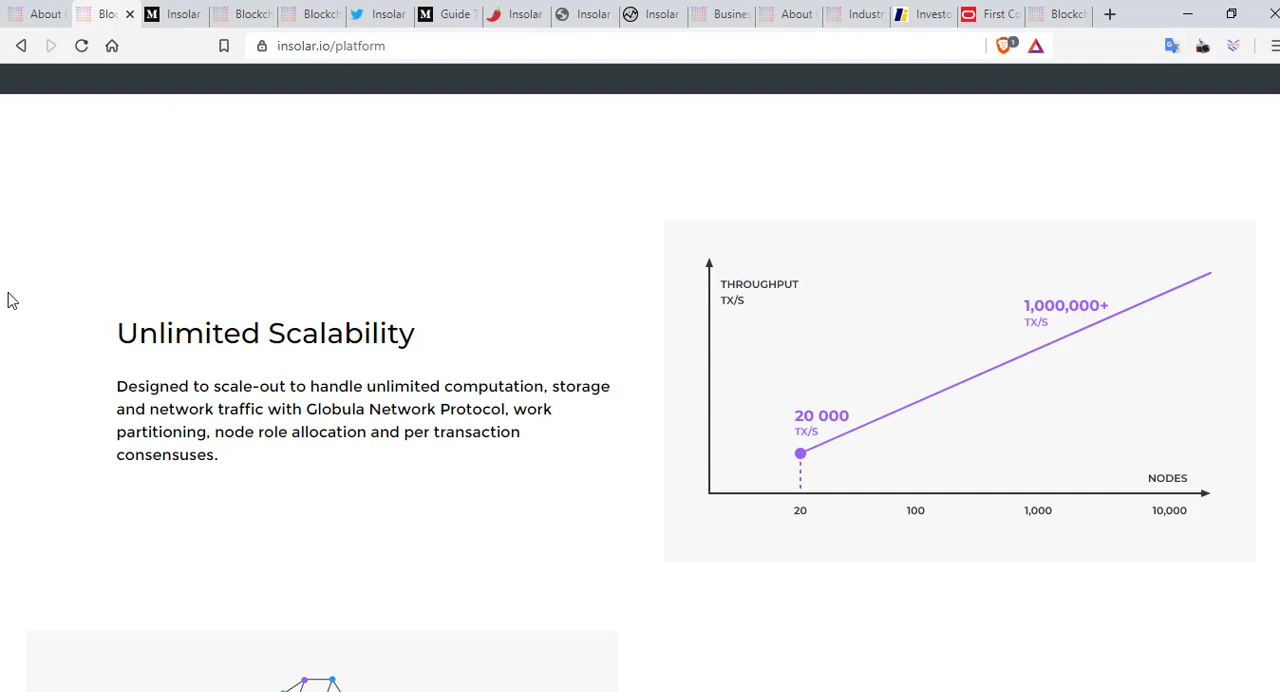 About
Bloc
Insolar
Blockch
Blockch
Insolar
Guide T
Insolar
Insolar
Insolar
Busines
About
Industr
Investo
First Co
Blockch
insolar.io/platform
1
Unlimited Scalability
Designed to scale-out to handle unlimited computation, storage
and network traffic with Globula Network Protocol, work
partitioning, node role allocation and per transaction
consensuses.
THROUGHPUT
TX/S
1,000,000+
TX/S
20 000
TX/S
NODES
20
100
1,000
10,000